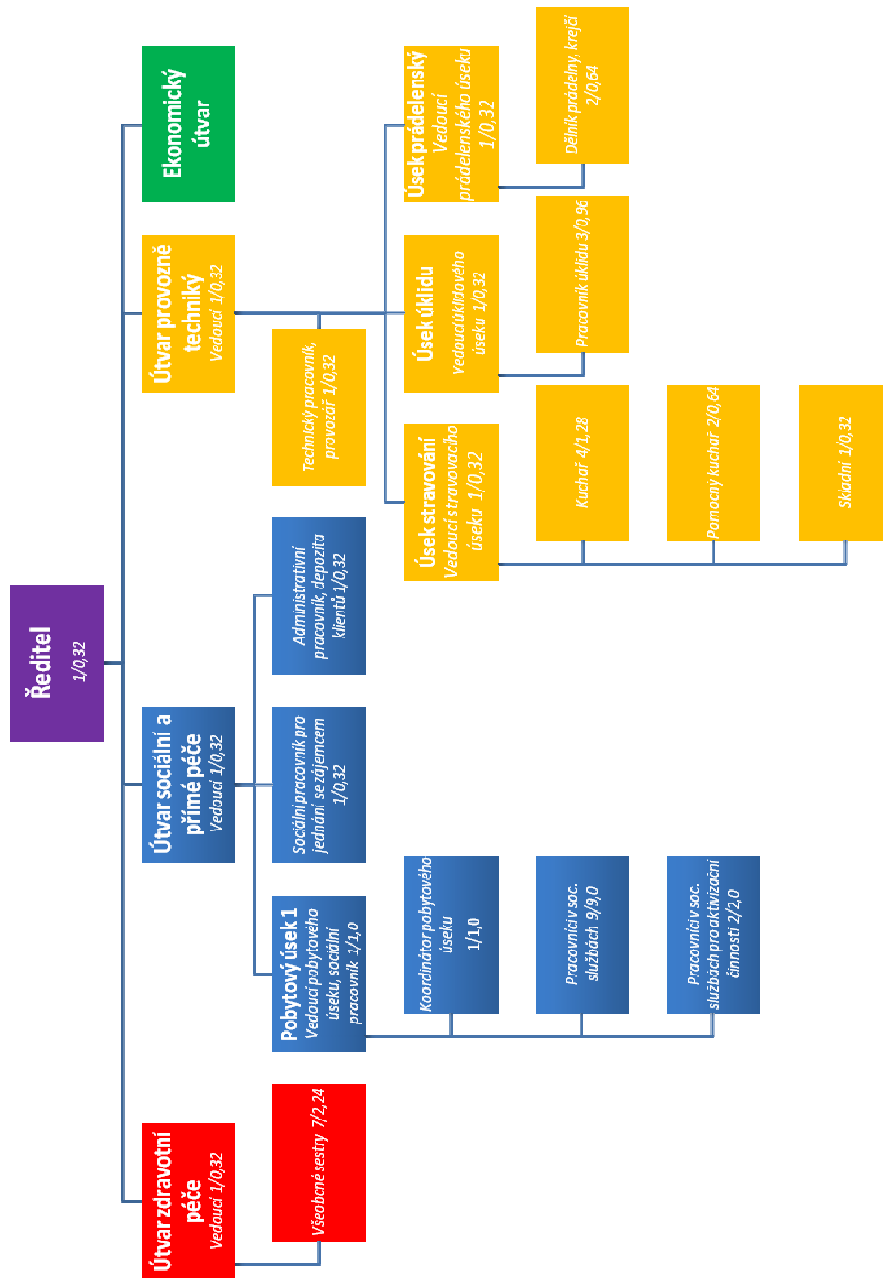 Ředitel
1/0,32
Útvar zdravotní
péče
Vedoucí 1/0,32
Všeobecné sestry 7/2,24
Útvar sociální a
přímé péče
Vedoucí 1/0,32
Pobytový úsek 1
Vedoucí pobytového
úseku, sociální
pracovník 1/1,0
Koordinátor pobytového
úseku
1/1,0
Pracovníci v soc.
službách 9/9,0
Pracovníci v soc.
službách pro aktivizační
činnosti 2/2,0
Sociální pracovník pro
jednání se zájemcem
1/0,32
Administrativní
pracovník, depozita
klientů 1/0,32
Útvar provozně
techniký
Vedoucí 1/0,32
Technický pracovník,
provozář 1/0,32
Úsek stravování
Vedoucí stravovacího
úseku 1/0,32
Kuchař 4/1,28
Pomocný kuchař 2/0,64
Skladní 1/0,32
Úsek úklidu
Vedoucí úklidového
úseku 1/0,32
Pracovník úklidu 3/0,96
Úsek prádelenský
Vedoucí
prádelenského úseku
1/0,32
Dělník prádelny, krejčí
2/0,64
Ekonomický
útvar